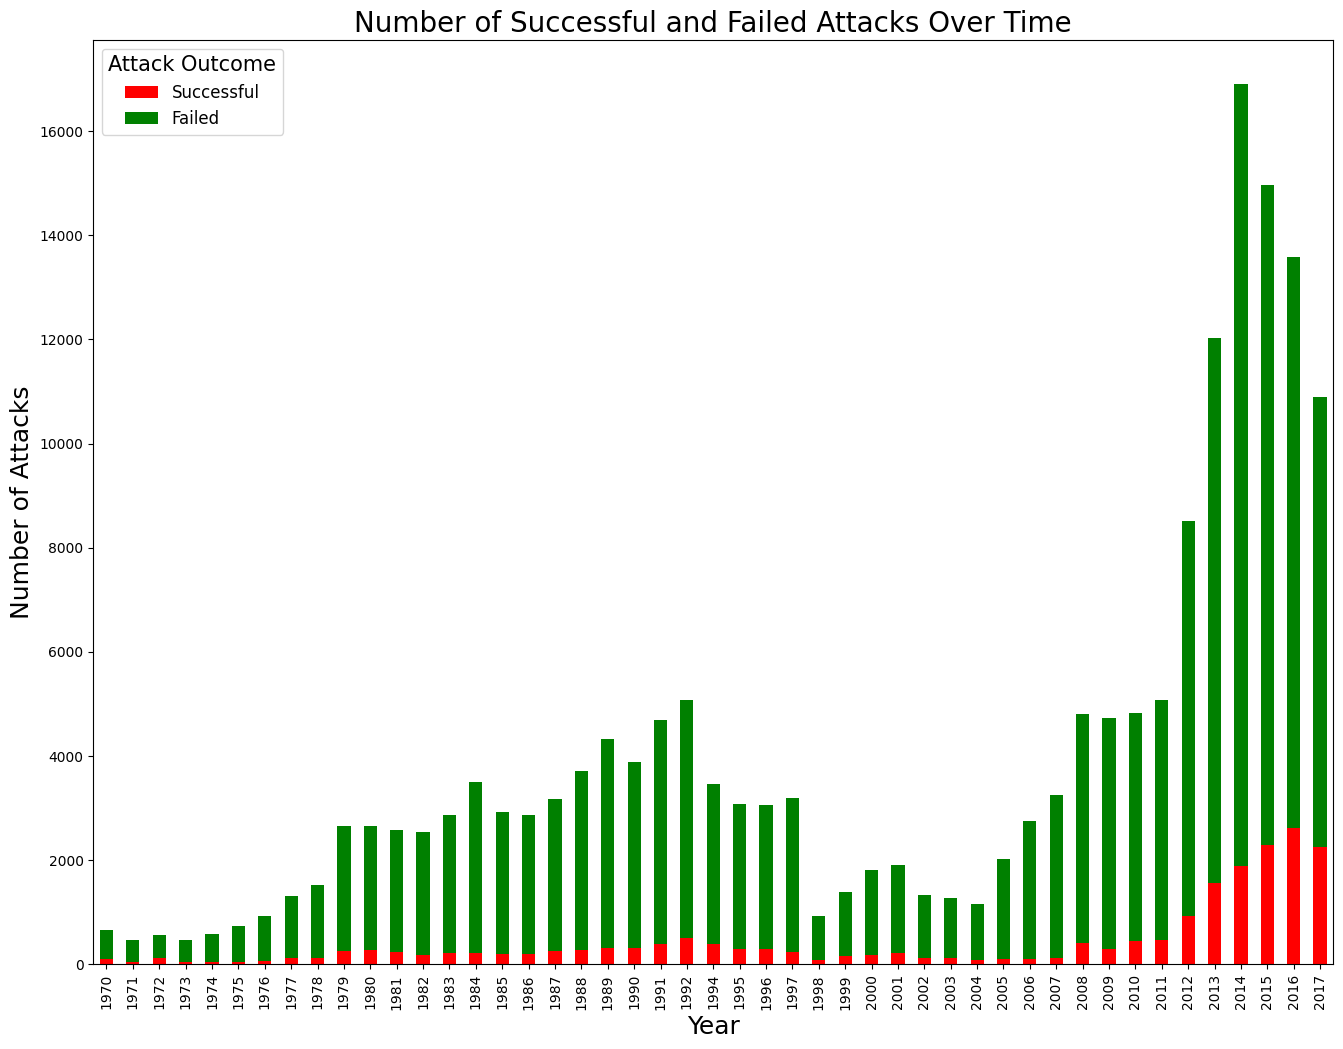 Number of Successful and Failed Attacks Over Time
Attack Outcome
Successful
Failed
Number of Attacks
16000
14000
12000
10000
8000
6000
4000
2000
0
1970 1971 1972 1973 1974 1975 1976 1977 1978 1979 1980 1981 1982 1983 1984 1985 1986 1987 1988 1989 1990 1991 1992 1994 1995 1996 1997 1998 1999 2000 2001 2002 2003 2004 2005 2006 2007 2008 2009 2010 2011 2012 2013 2014 2015 2016 2017
Year